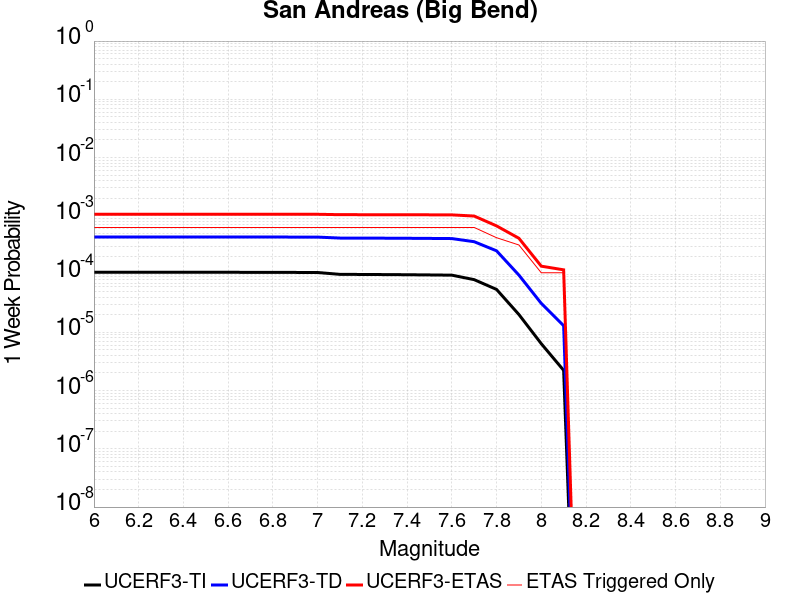 San Andreas (Big Bend)
10^0
10^-1
10^-2
10^-3
10^-4
10^-5
10^-6
10^-7
10^-8
1 Week Probability
6 6.2 6.4 6.6 6.8 7 7.2 7.4 7.6 7.8 8 8.2 8.4 8.6 8.8 9
Magnitude
UCERF3-TI UCERF3-TD UCERF3-ETAS ETAS Triggered Only